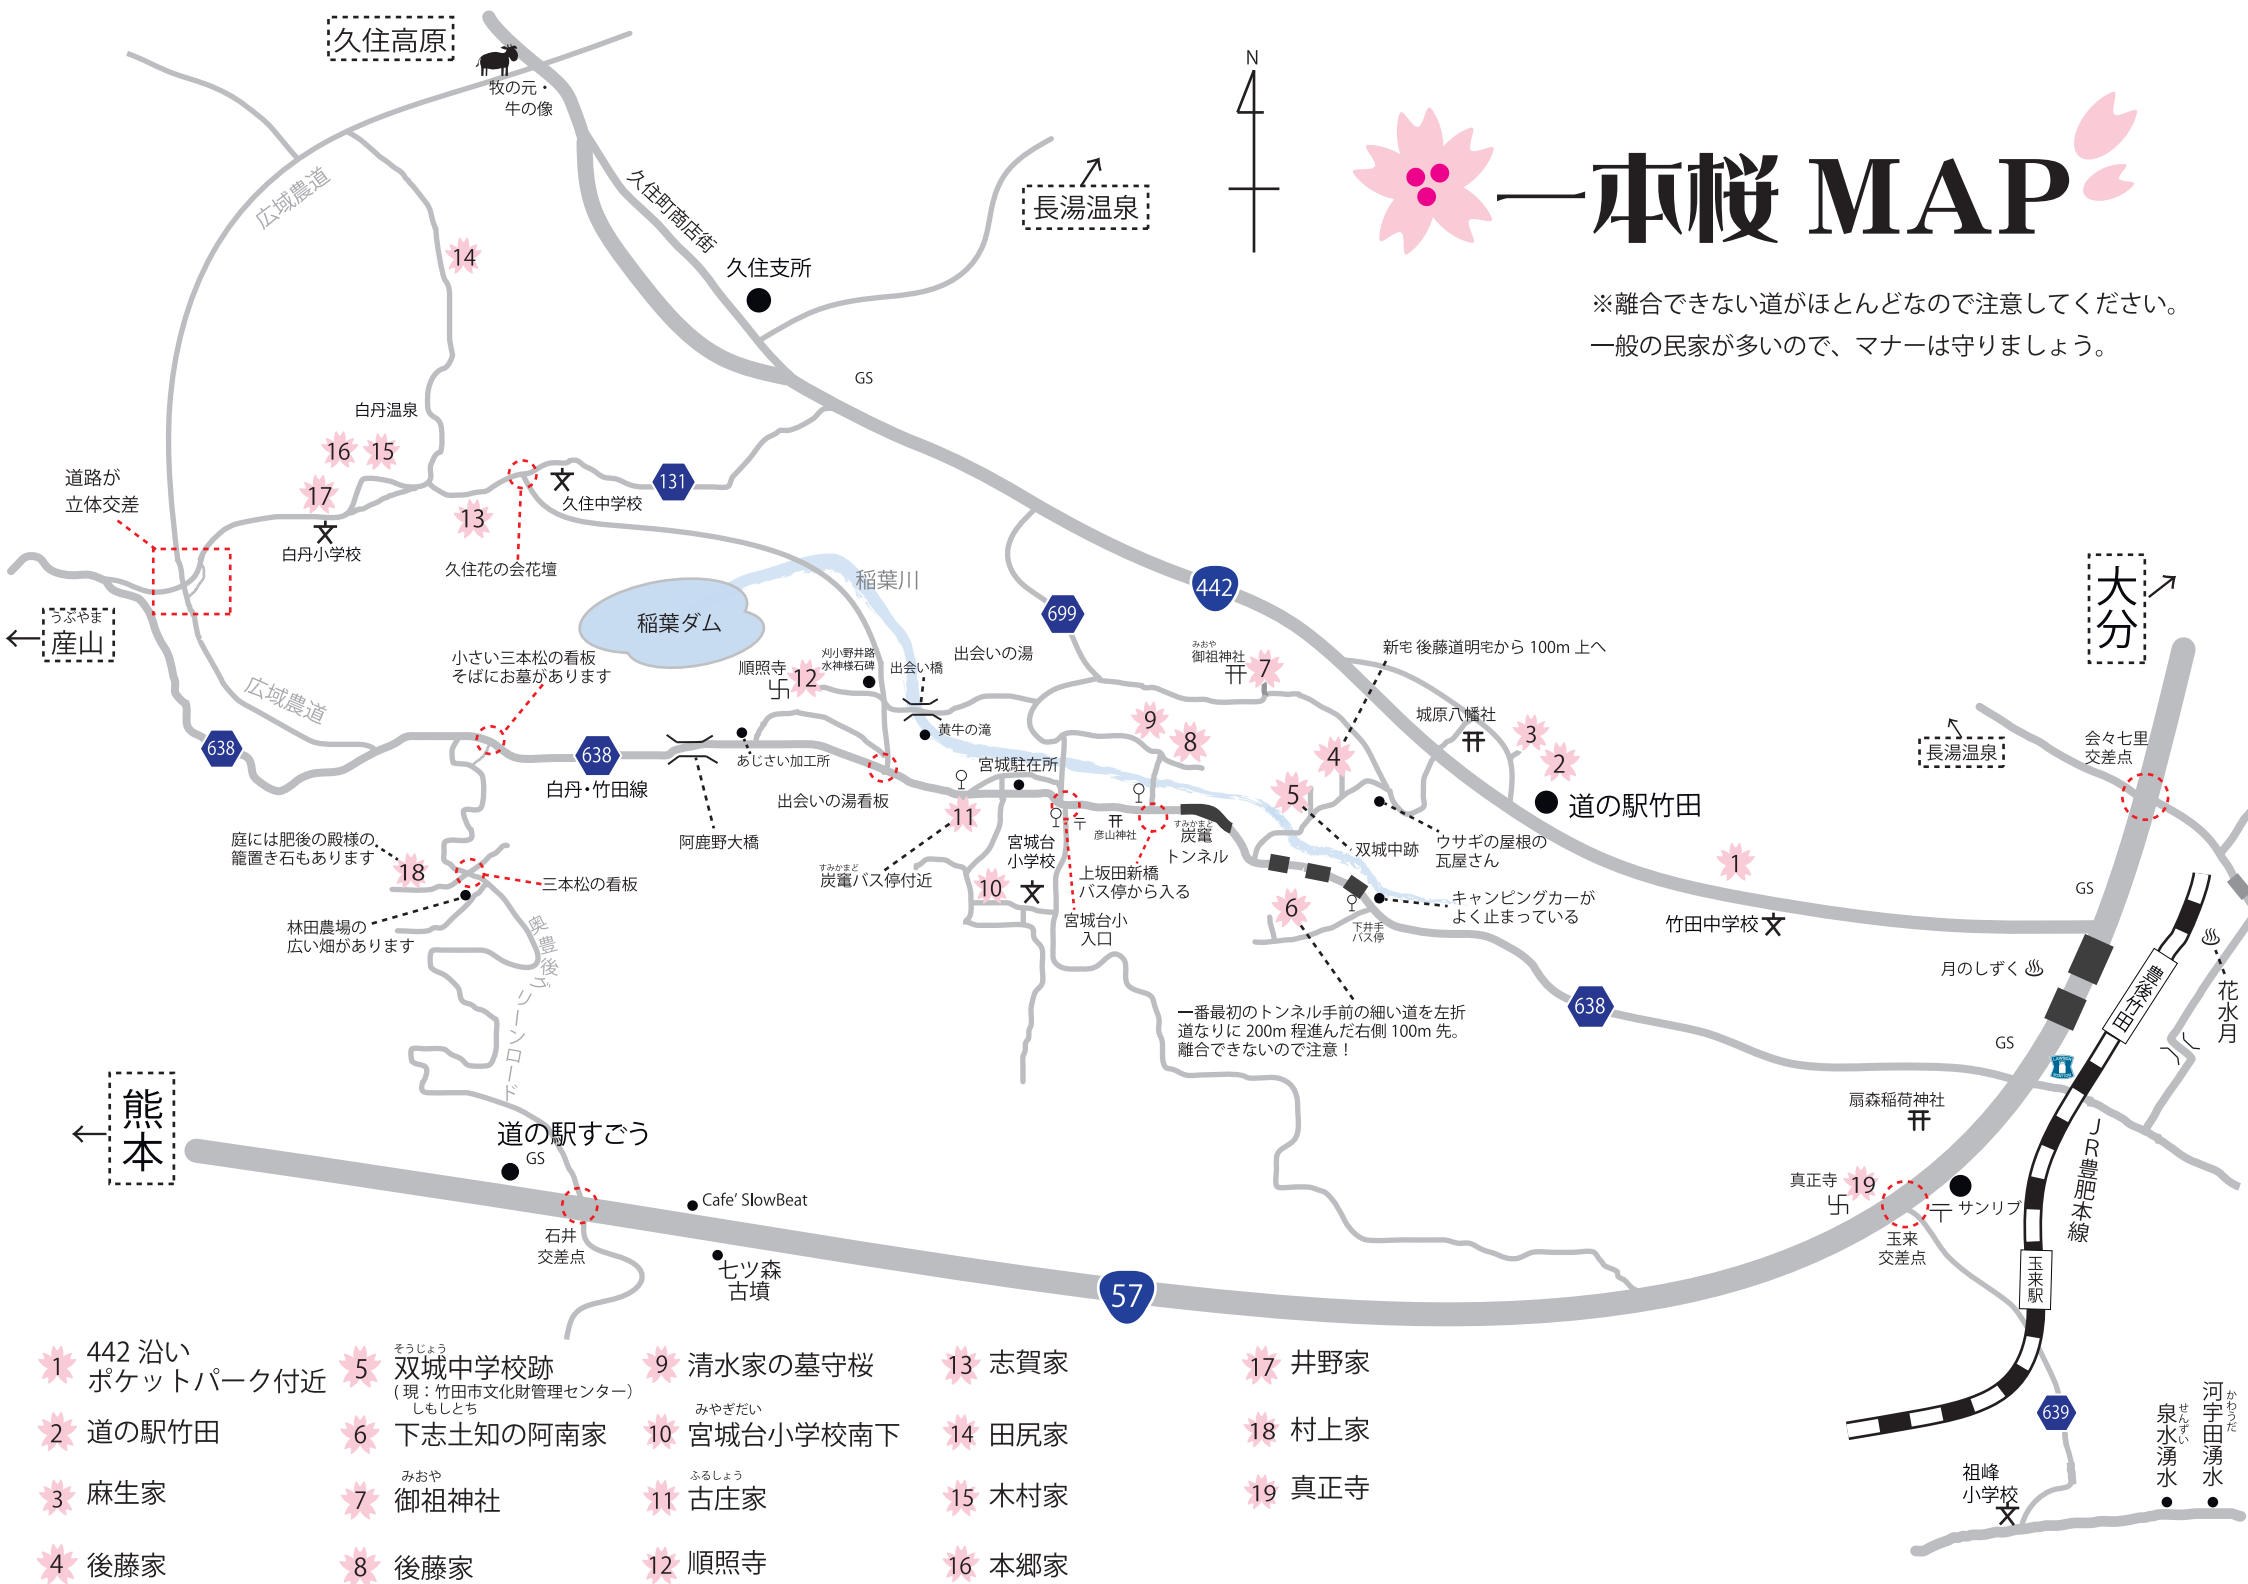 久住高原
牧の元・
牛の像
N
一本桜 MAP
※離合できない道がほとんどなので注意してください。
一般の民家が多いので、マナーは守りましょう。
広域農道
久住町商店街
長湯温泉
久住支所
GS
14
白丹温泉
16
15
17
13
131
道路が
立体交差
白丹小学校
久住中学校
久住花の会花壇
稲葉川
稲葉ダム
442
699
うぶやま
産山
広域農道
638
小さい三本松の看板
そばにお墓があります
順照寺
12
刈小野井路
水神様石碑
出会い橋
出会いの湯
みおや
御祖神社
7
新宅 後藤道明宅から 100m 上へ
大分
長湯温泉
会々七里
交差点
638
白丹・竹田線
あじさい加工所
黄牛の滝
出会いの湯看板
阿鹿野大橋
宮城駐在所
9
8
4
5
城原八幡社
3
2
道の駅竹田
11
すみかまど
炭竃バス停付近
宮城台
小学校
10
〒
彦山神社
すみかまど
炭竃
トンネル
上坂田新橋
バス停から入る
宮城台小
入口
双城中跡
ウサギの屋根の
瓦屋さん
1
キャンピングカーが
よく止まっている
6
下井手
バス停
竹田中学校
GS
月のしずく
豊後竹田
花水月
庭には肥後の殿様の
籠置き石もあります
18
三本松の看板
林田農場の
広い畑があります
奥豊後グリーンロード
一番最初のトンネル手前の細い道を左折
道なりに 200m 程進んだ右側 100m 先。
離合できないので注意！
638
GS
扇森稲荷神社
JR豊肥本線
熊本
道の駅すごう
GS
石井
交差点
Cafe’ SlowBeat
七ツ森
古墳
57
真正寺
19
〒
サンリブ
玉来
交差点
玉来駅
639
祖峰
小学校
せんずい
泉水湧水
かわうだ
河宇田湧水
1 442 沿い
ポケットパーク付近
2 道の駅竹田
3 麻生家
4 後藤家
そうじょう
5 双城中学校跡
(現：竹田市文化財管理センター)
しもしとち
6 下志土知の阿南家
みおや
7 御祖神社
8 後藤家
9 清水家の墓守桜
みやぎだい
10 宮城台小学校南下
ふるしょう
11 古庄家
12 順照寺
13 志賀家
14 田尻家
15 木村家
16 本郷家
17 井野家
18 村上家
19 真正寺